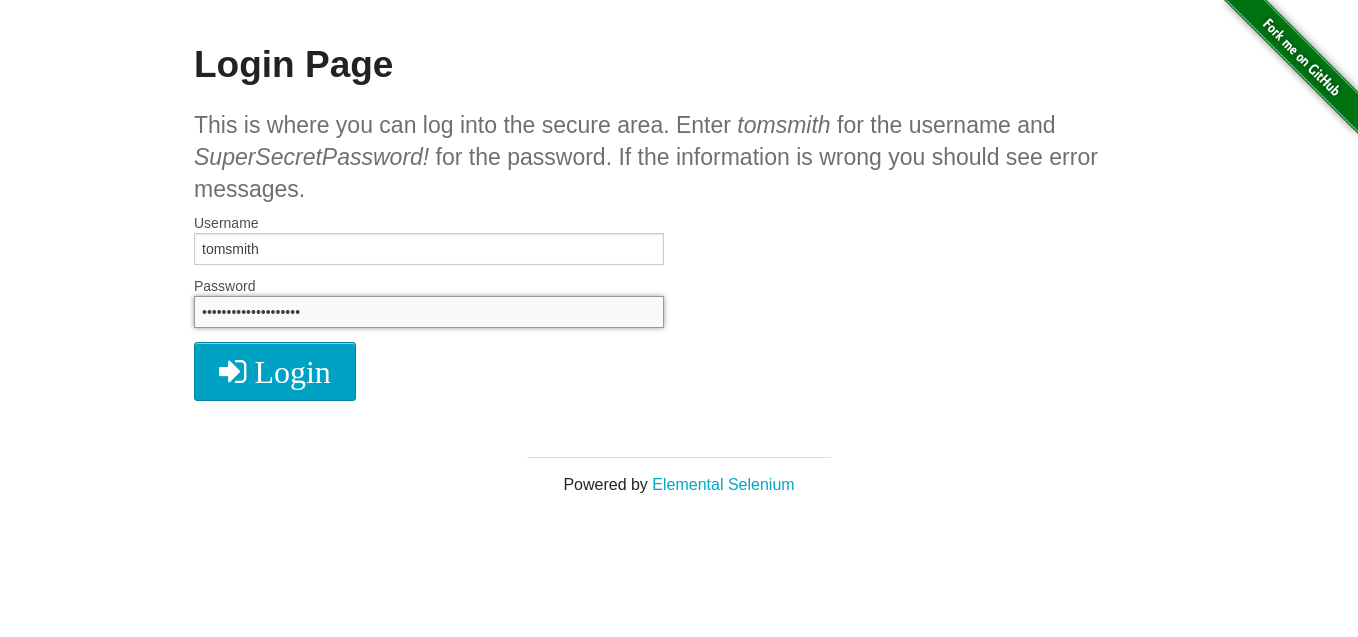 Fork me on GitHub
Login Page
This is where you can log into the secure area. Enter tomsmith for the username and
SuperSecretPassword! for the password. If the information is wrong you should see error
messages.
Username
tomsmith
Password
••••••••••••••••••••
Login
Powered by Elemental Selenium